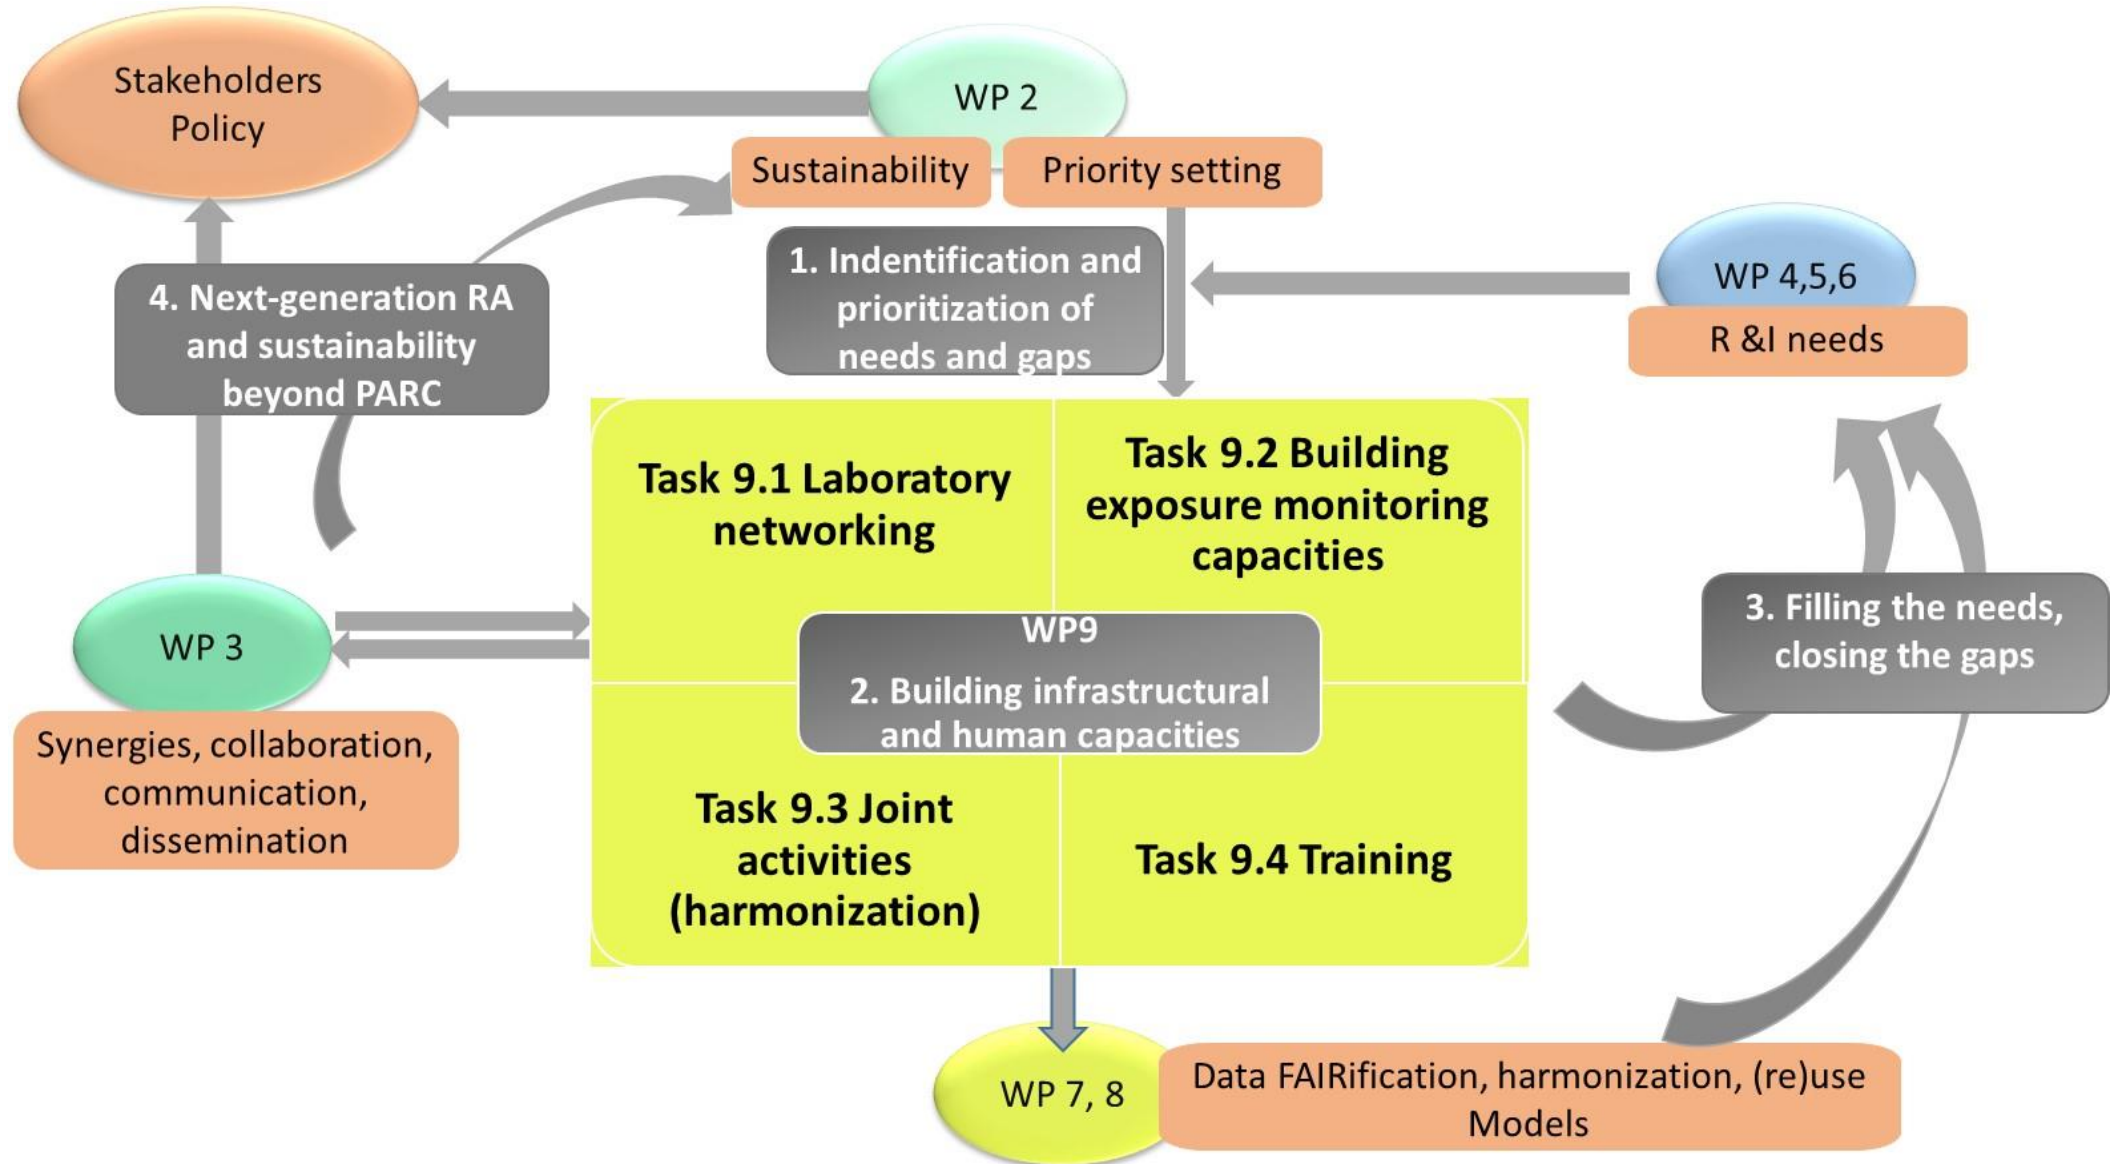 Stakeholders
Policy
WP 2
Sustainability
Priority setting
1. Indentification and
prioritization of
needs and gaps
WP 4,5,6
R &I needs
4. Next-generation RA
and sustainability
beyond PARC
Task 9.1 Laboratory
networking
Task 9.2 Building
exposure monitoring
capacities
WP 3
Synergies, collaboration,
communication,
dissemination
WP9
2. Building infrastructural
and human capacities
3. Filling the needs,
closing the gaps
Task 9.3 Joint
activities
(harmonization)
Task 9.4 Training
WP 7, 8
Data FAIRification, harmonization, (re)use
Models